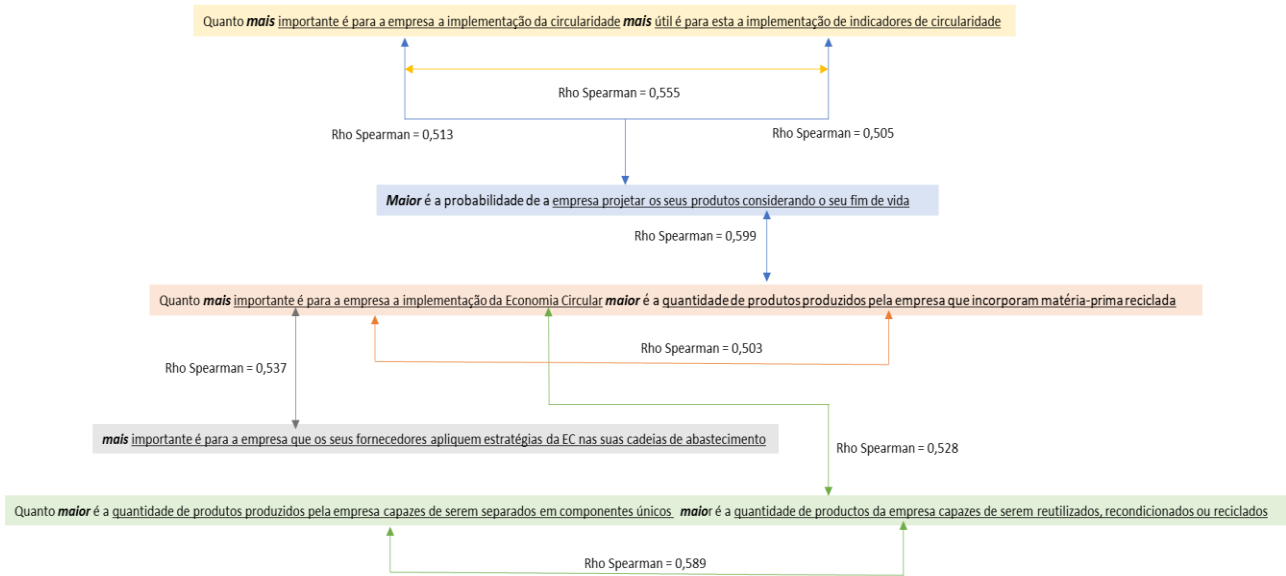 Quanto mais importante é para a empresa a implementação da circularidade mais útil é para esta a implementação de indicadores de circularidade
Rho Spearman = 0,555
Rho Spearman = 0,513
Rho Spearman = 0,505
Maior é a probabilidade de a empresa projetar os seus produtos considerando o seu fim de vida
Rho Spearman = 0,599
Quanto mais importante é para a empresa a implementação da Economia Circular maior é a quantidade de produtos produzidos pela empresa que incorporam matéria-prima reciclada
Rho Spearman = 0,503
Rho Spearman = 0,537
mais importante é para a empresa que os seus fornecedores apliquem estratégias da EC nas suas cadeias de abastecimento
Rho Spearman = 0,528
Quanto maior é a quantidade de produtos produzidos pela empresa capazes de serem separados em componentes únicos maior é a quantidade de productos da empresa capazes de serem reutilizados, recondicionados ou reciclados
Rho Spearman = 0,589